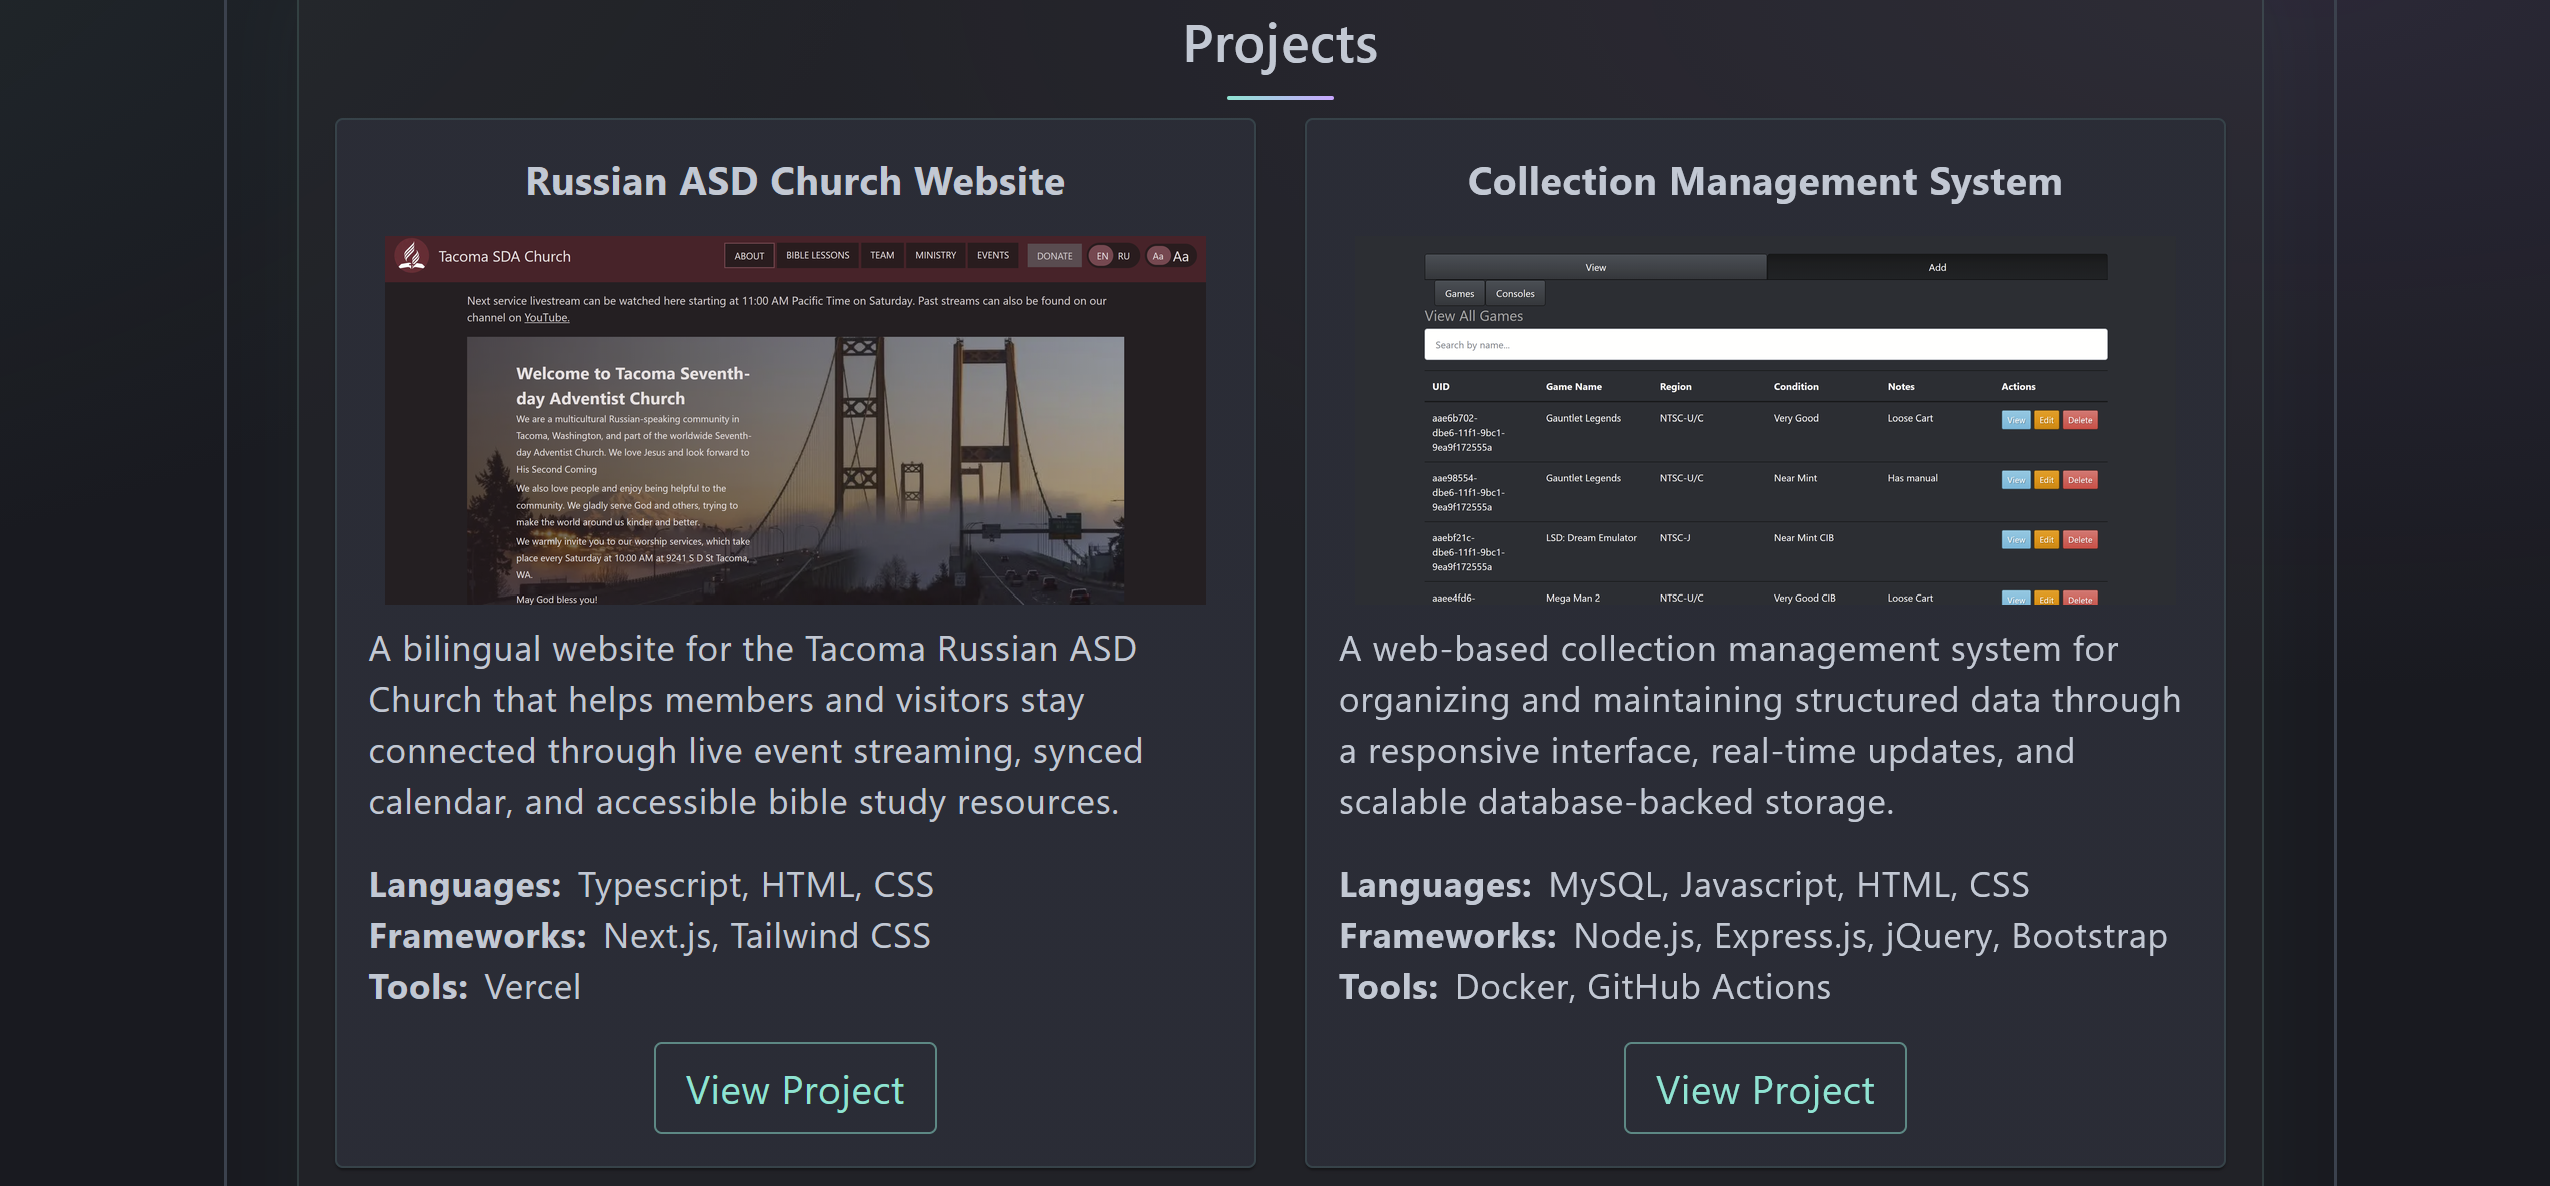 Projects
Russian ASD Church Website
Tacoma SDA Church
ABOUT
BIBLE LESSONS
TEAM
MINISTRY
EVENTS
DONATE
EN RU
Aa Aa
Next service livestream can be watched here starting at 11:00 AM Pacific Time on Saturday. Past streams can also be found on our
channel on YouTube.
Welcome to Tacoma Seventh-
day Adventist Church
We are a multicultural Russian-speaking community in
Tacoma, Washington, and part of the worldwide Seventh-
day Adventist Church. We love Jesus and look forward to
His Second Coming
We also love people and enjoy being helpful to the
community. We gladly serve God and others, trying to
make the world around us kinder and better.
We warmly invite you to our worship services, which take
place every Saturday at 10:00 AM at 9241 S D St Tacoma,
WA.
May God bless you!
A bilingual website for the Tacoma Russian ASD
Church that helps members and visitors stay
connected through live event streaming, synced
calendar, and accessible bible study resources.
Languages: Typescript, HTML, CSS
Frameworks: Next.js, Tailwind CSS
Tools: Vercel
View Project
Collection Management System
View
Add
Games
Consoles
View All Games
Search by name...
UID Game Name Region Condition Notes Actions
aae6b702- Gauntlet Legends NTSC-U/C Very Good Loose Cart View Edit Delete
dbe6-11f1-9bc1-
9ea9f172555a
aae98554- Gauntlet Legends NTSC-U/C Near Mint Has manual View Edit Delete
dbe6-11f1-9bc1-
9ea9f172555a
aaebf21c- LSD: Dream Emulator NTSC-J Near Mint CIB View Edit Delete
dbe6-11f1-9bc1-
9ea9f172555a
aaee4fd6- Mega Man 2 NTSC-U/C Very Good CIB Loose Cart View Edit Delete
A web-based collection management system for
organizing and maintaining structured data through
a responsive interface, real-time updates, and
scalable database-backed storage.
Languages: MySQL, Javascript, HTML, CSS
Frameworks: Node.js, Express.js, jQuery, Bootstrap
Tools: Docker, GitHub Actions
View Project